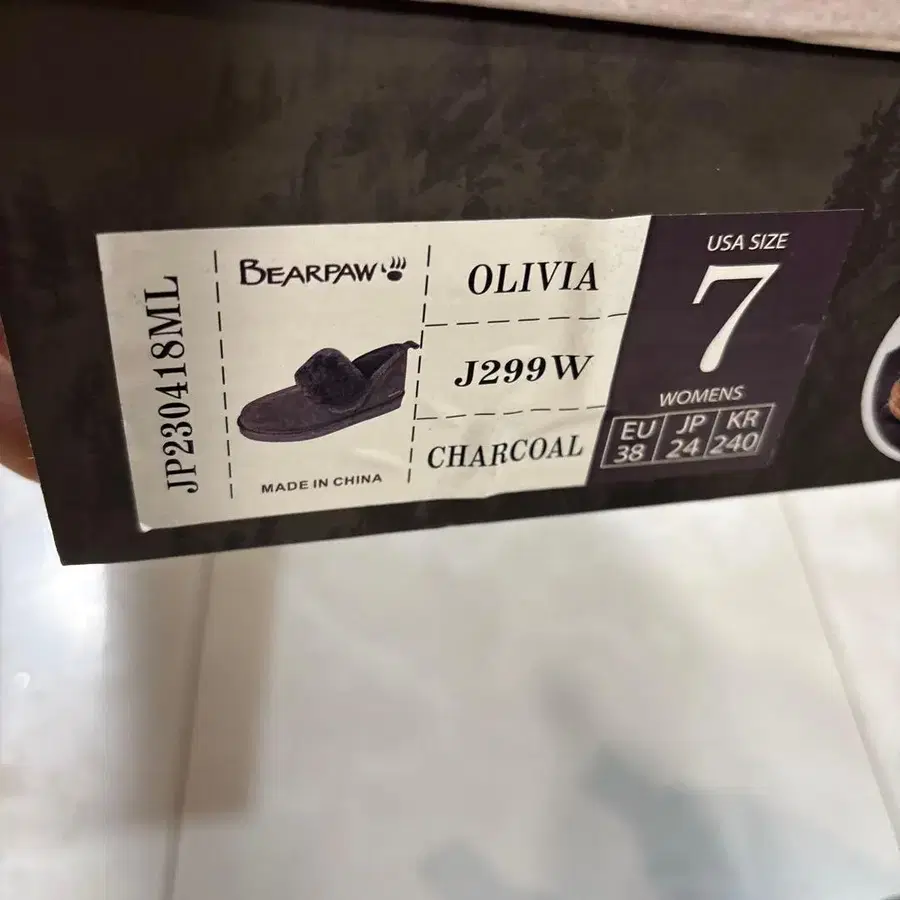 JP230418ML
BEARPAW
MADE IN CHINA
OLIVIA
J299W
CHARCOAL
USA SIZE
7
WOMENS
EU JP KR
38 24 240